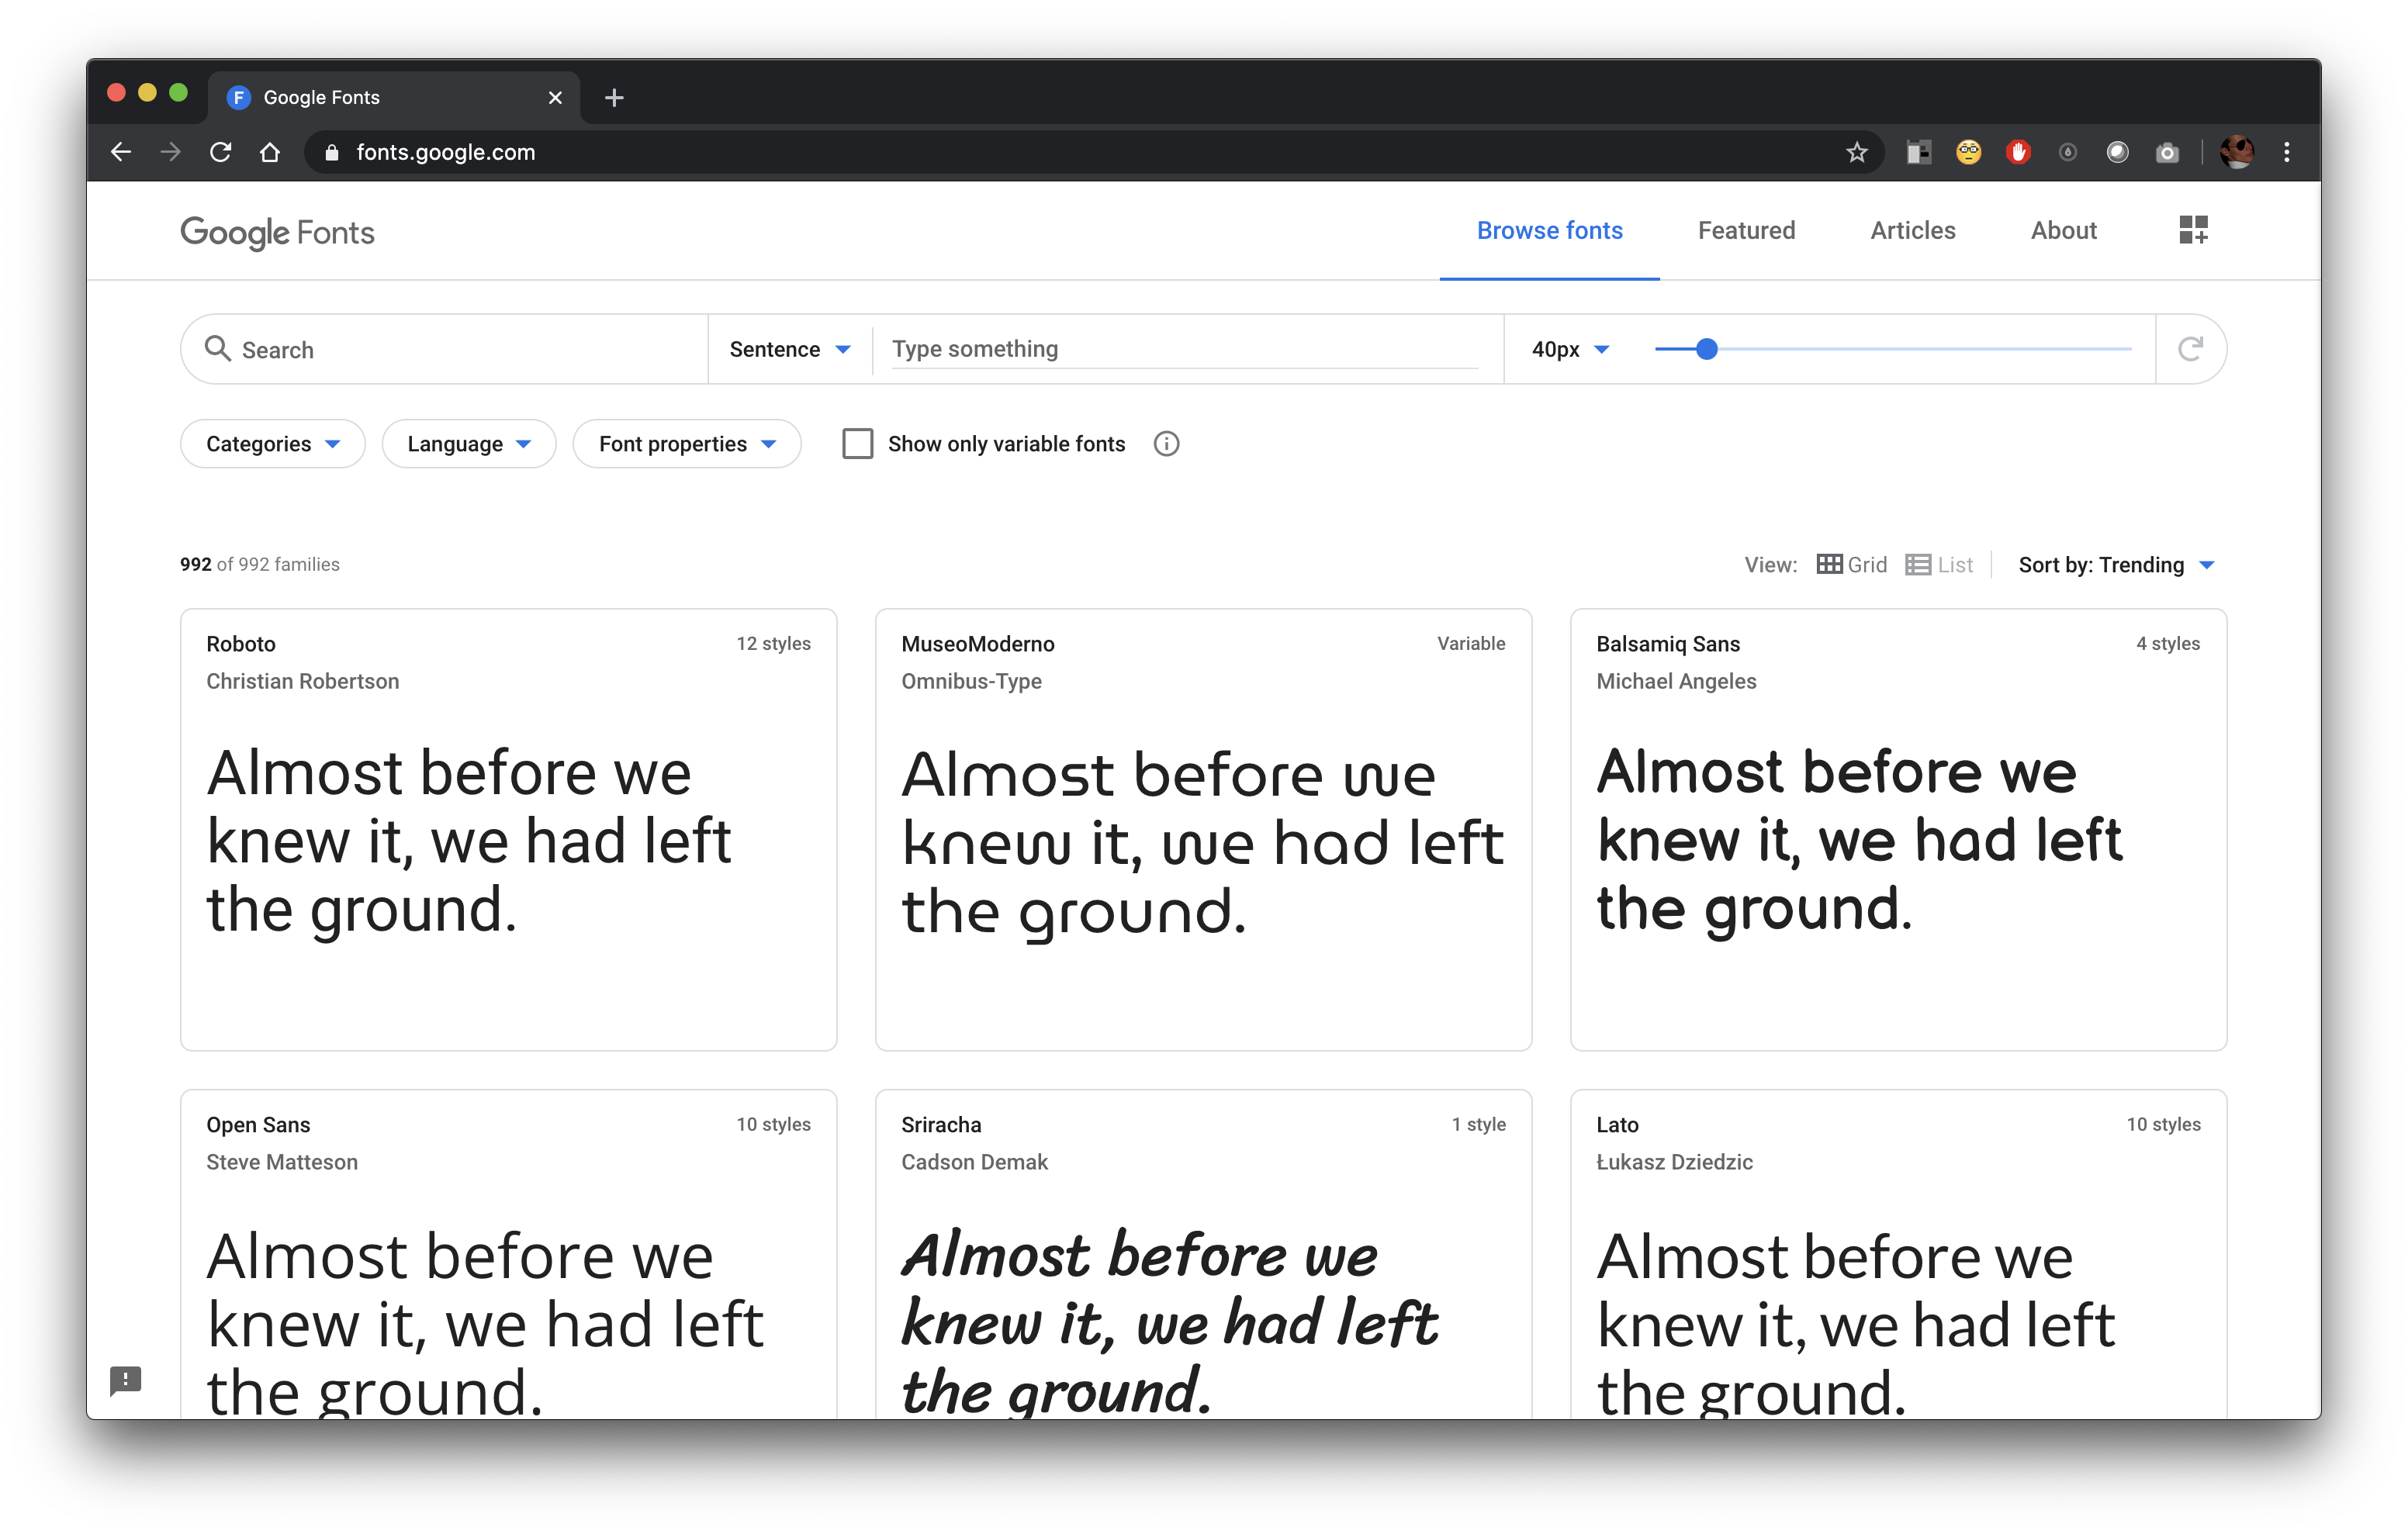 Google Fonts
fonts.google.com
Google Fonts
Browse fonts
Featured
Articles
About
Search
Sentence
Type something
40px
Categories
Language
Font properties
Show only variable fonts
992 of 992 families
View:
Grid
List
Sort by: Trending
Roboto
12 styles
Christian Robertson
Almost before we
knew it, we had left
the ground.
MuseoModerno
Variable
Omnibus-Type
Almost before we
knew it, we had left
the ground.
Balsamiq Sans
4 styles
Michael Angeles
Almost before we
knew it, we had left
the ground.
Open Sans
10 styles
Steve Matteson
Almost before we
knew it, we had left
the ground.
Sriracha
1 style
Cadson Demak
Almost before we
knew it, we had left
the ground.
Lato
10 styles
Łukasz Dziedzic
Almost before we
knew it, we had left
the ground.